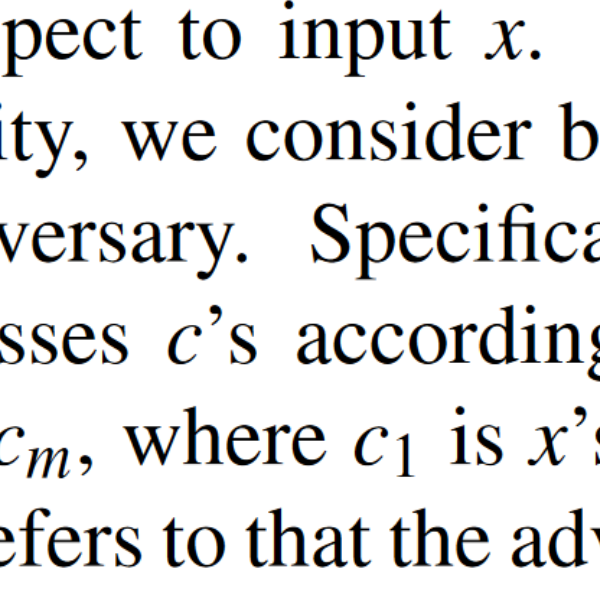 pect to input x.
ity, we consider b
versary. Specifica
sses c's according
c_m, where c_1 is x's
efers to that the adv